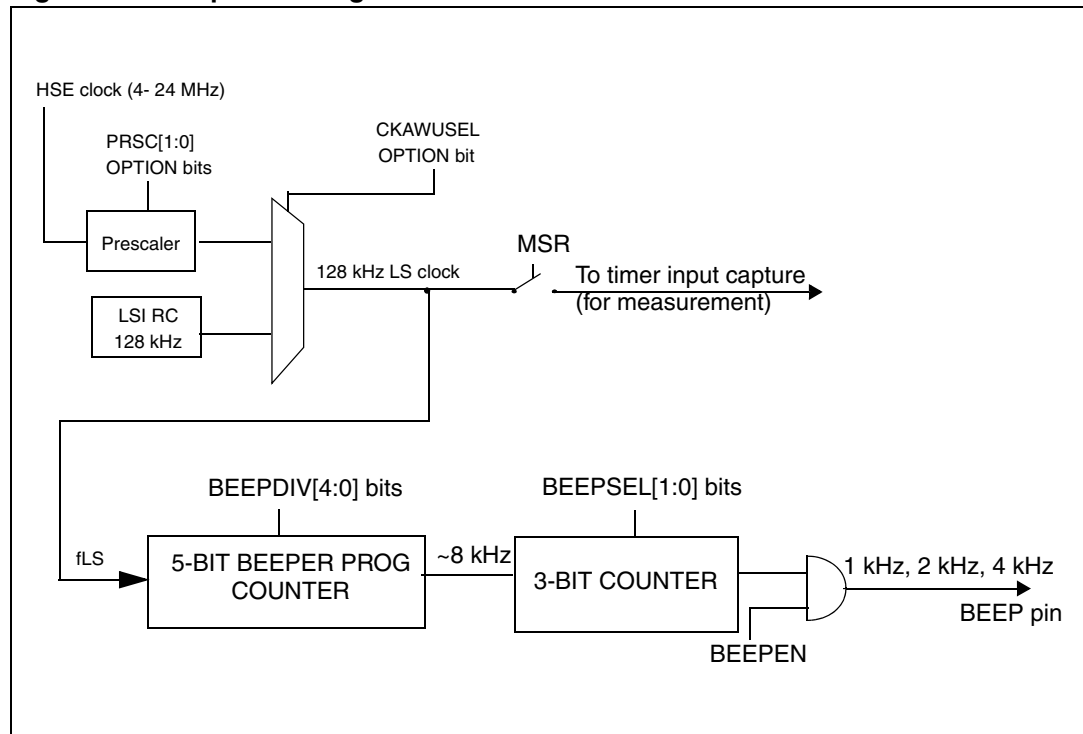 HSE clock (4- 24 MHz)
PRSC[1:0]
OPTION bits
CKAWUSEL
OPTION bit
Prescaler
MSR
128 kHz LS clock
To timer input capture
(for measurement)
LSI RC
128 kHz
BEEPDIV[4:0] bits
BEEPSEL[1:0] bits
fLS
5-BIT BEEPER PROG
COUNTER
~8 kHz
3-BIT COUNTER
1 kHz, 2 kHz, 4 kHz
BEEP pin
BEEPEN